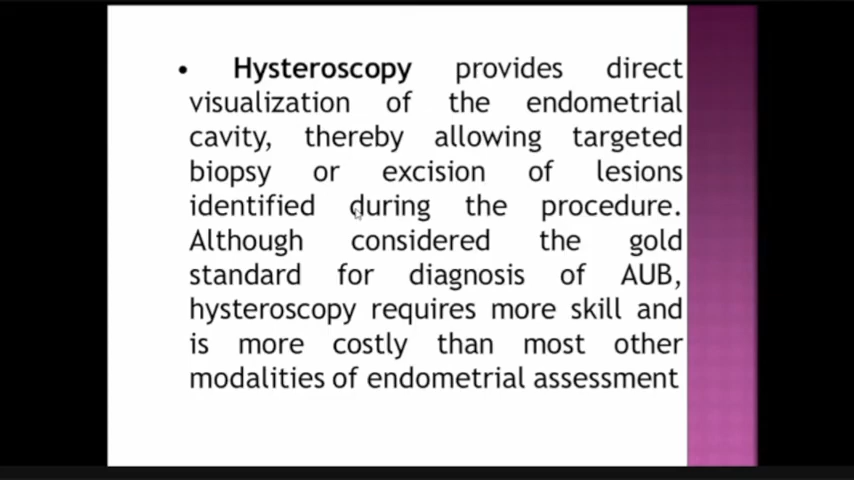 • Hysteroscopy provides direct
visualization of the endometrial
cavity, thereby allowing targeted
biopsy or excision of lesions
identified during the procedure.
Although considered the gold
standard for diagnosis of AUB,
hysteroscopy requires more skill and
is more costly than most other
modalities of endometrial assessment